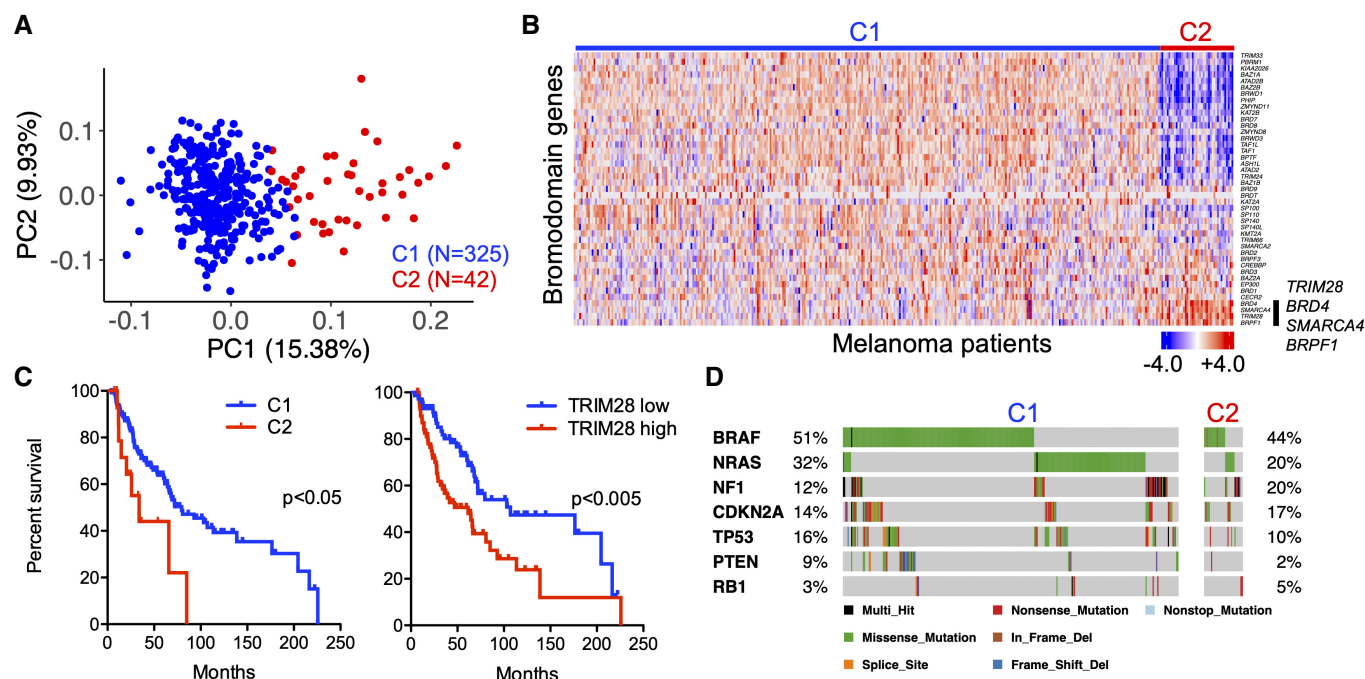 A
PC2 (9.93%)
0.1
0.0
-0.1
C1 (N=325)
C2 (N=42)
-0.1
0.0
0.1
0.2
PC1 (15.38%)
B
C1
C2
Bromodomain genes
TRIM33
PBRM1
KIAA2026
BAZ1A
ATAD2B
BAZ2B
BRWD1
PHIP
ZMYND11
KAT2B
BRD7
BRD8
ZMYND8
BRWD3
TAF1L
TAF1
BPTF
ASH1L
ATAD2
TRIM24
BAZ1B
BRD9
BRDT
KAT2A
SP100
SP110
SP140
SP140L
KMT2A
TRIM66
SMARCA2
BRD2
BRPF3
CREBBP
BRD3
BAZ2A
EP300
BRD1
CECR2
BRD4
SMARCA4
TRIM28
BRPF1
TRIM28
BRD4
SMARCA4
BRPF1
Melanoma patients
-4.0 +4.0
C
Percent survival
100
80
60
40
20
0
C1
C2
p<0.05
0 50 100 150 200 250
Months
100
80
60
40
20
0
TRIM28 low
TRIM28 high
p<0.005
0 50 100 150 200 250
Months
D
C1
C2
BRAF 51% 44%
NRAS 32% 20%
NF1 12% 20%
CDKN2A 14% 17%
TP53 16% 10%
PTEN 9% 2%
RB1 3% 5%
Multi_Hit Nonsense_Mutation Nonstop_Mutation
Missense_Mutation In_Frame_Del
Splice_Site Frame_Shift_Del